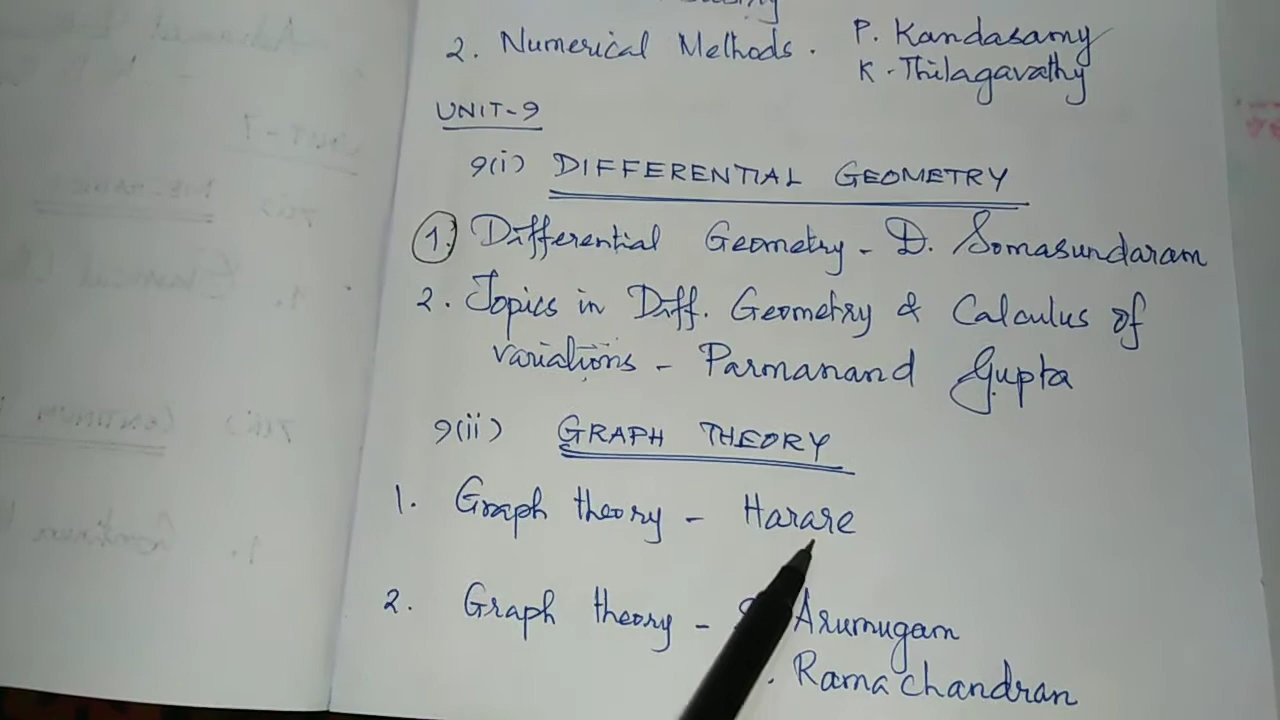 2. Numerical Methods. P. Kandasamy
K. Thilagavathy
UNIT-9
9(i) DIFFERENTIAL GEOMETRY
1. Differential Geometry - D. Somasundaram
2. Topics in Diff. Geometry & Calculus of
variations - Parmanand Gupta
9(ii) GRAPH THEORY
1. Graph theory - Harare
2. Graph theory - Arumugam
. Ramachandran